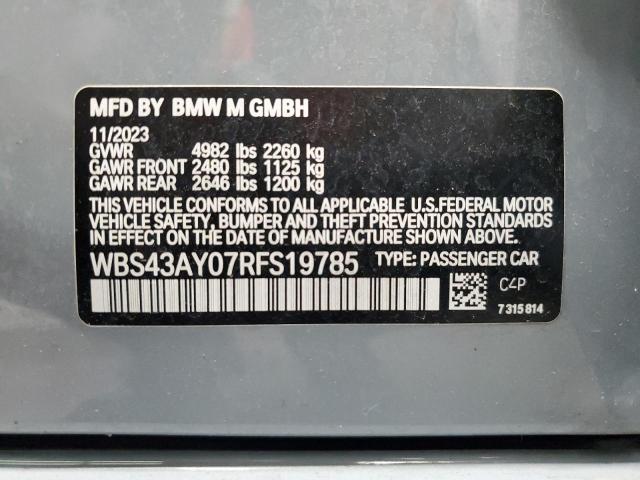 MFD BY BMW M GMBH
11/2023
GVWR 4982 lbs 2260 kg
GAWR FRONT 2480 lbs 1125 kg
GAWR REAR 2646 lbs 1200 kg
THIS VEHICLE CONFORMS TO ALL APPLICABLE U.S.FEDERAL MOTOR
VEHICLE SAFETY, BUMPER AND THEFT PREVENTION STANDARDS
IN EFFECT ON THE DATE OF MANUFACTURE SHOWN ABOVE.
WBS43AY07RFS19785 TYPE: PASSENGER CAR
C4P
7315814